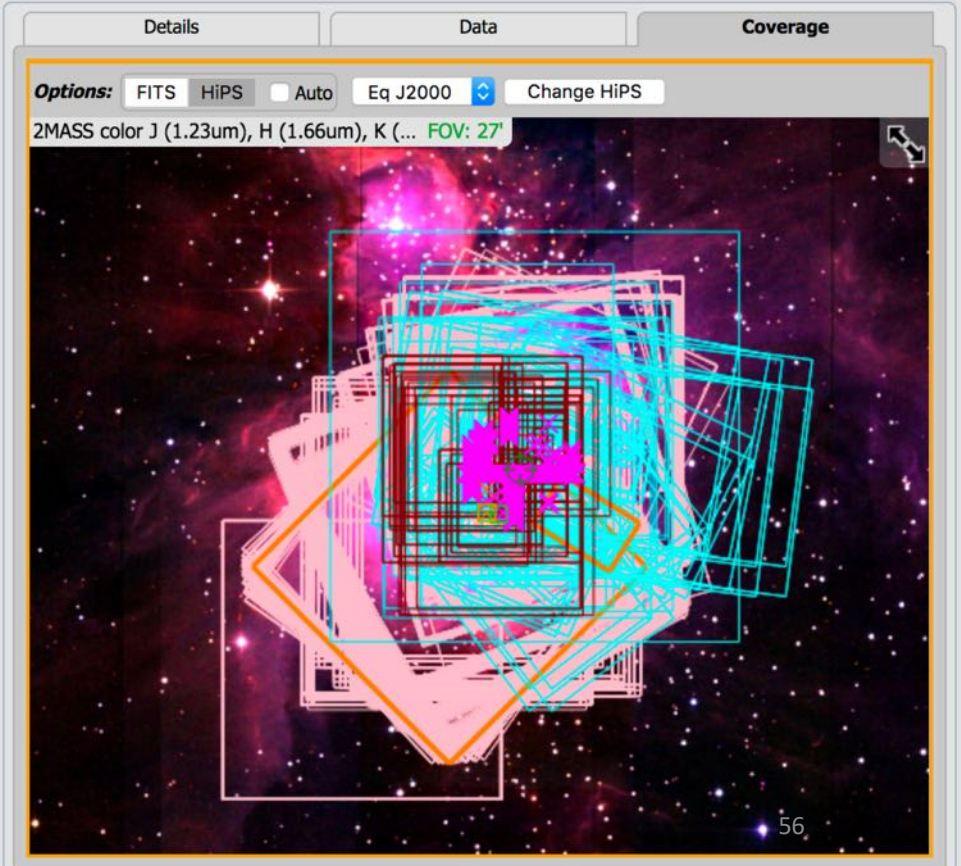 Details Data Coverage
Options: FITS HiPS Auto Eq J2000 Change HiPS
2MASS color J (1.23um), H (1.66um), K (... FOV: 27'
56